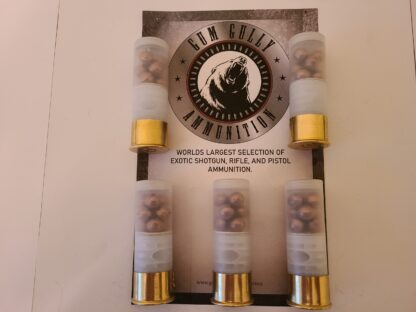 GUM GULLY
AMMUNITION
WORLDS LARGEST SELECTION OF
EXOTIC SHOTGUN, RIFLE, AND PISTOL
AMMUNITION.